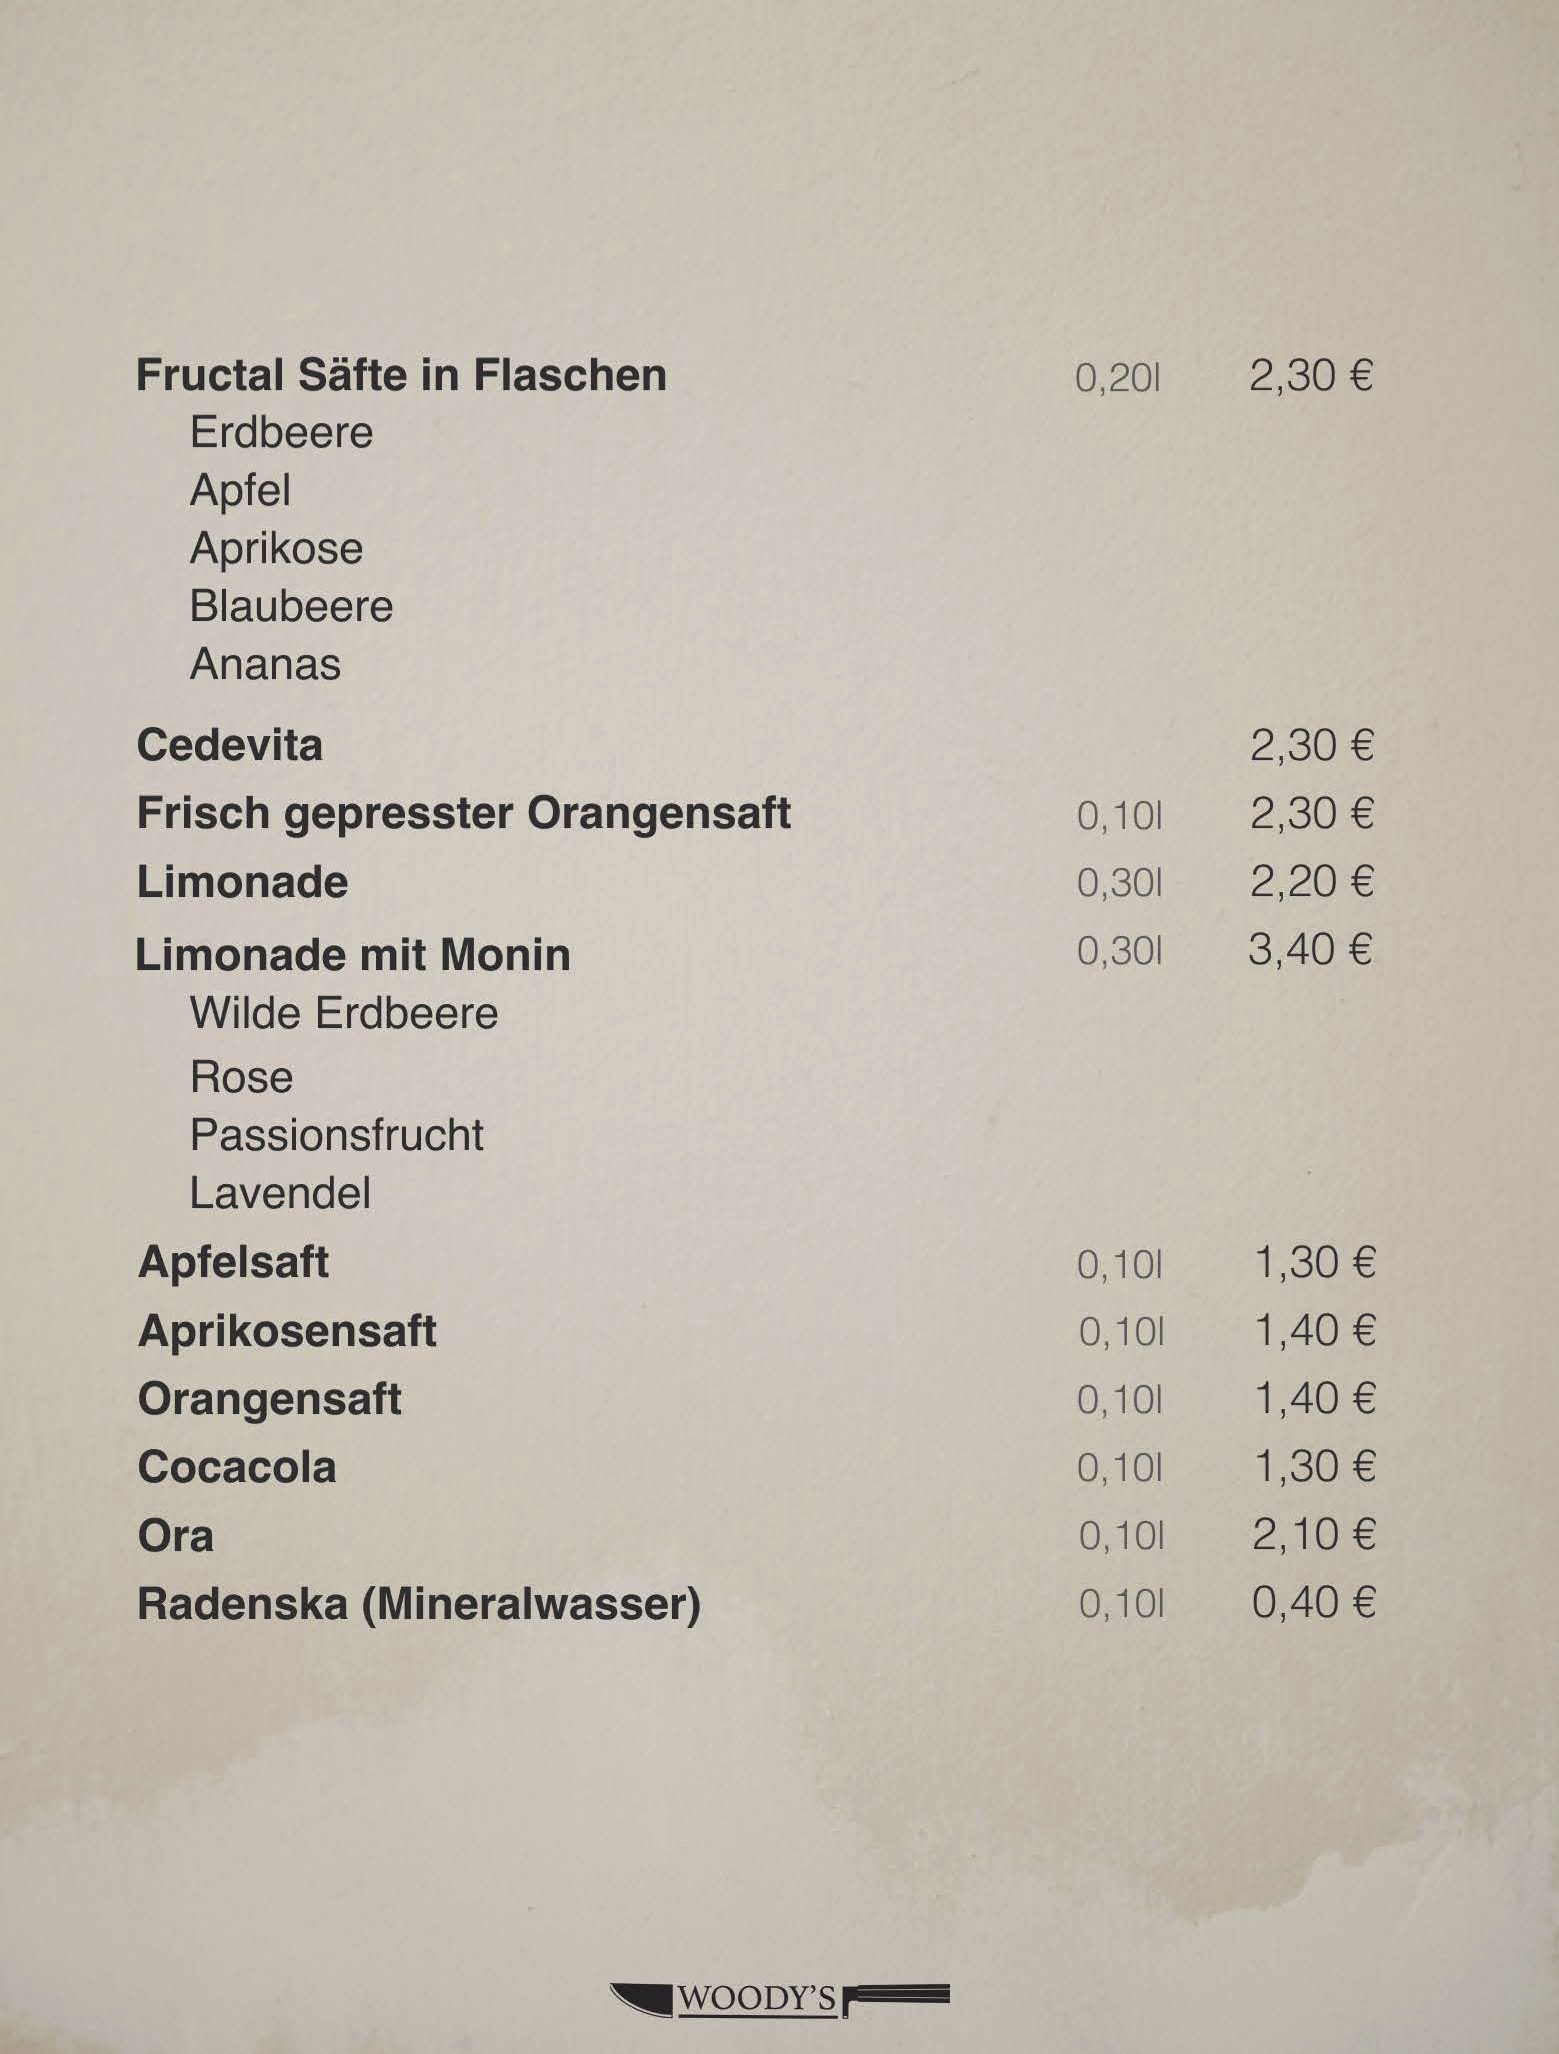 Fructal Säfte in Flaschen 0,20l 2,30 €
Erdbeere
Apfel
Aprikose
Blaubeere
Ananas
Cedevita 2,30 €
Frisch gepresster Orangensaft 0,10l 2,30 €
Limonade 0,30l 2,20 €
Limonade mit Monin 0,30l 3,40 €
Wilde Erdbeere
Rose
Passionsfrucht
Lavendel
Apfelsaft 0,10l 1,30 €
Aprikosensaft 0,10l 1,40 €
Orangensaft 0,10l 1,40 €
Cocacola 0,10l 1,30 €
Ora 0,10l 2,10 €
Radenska (Mineralwasser) 0,10l 0,40 €
WOODY'S